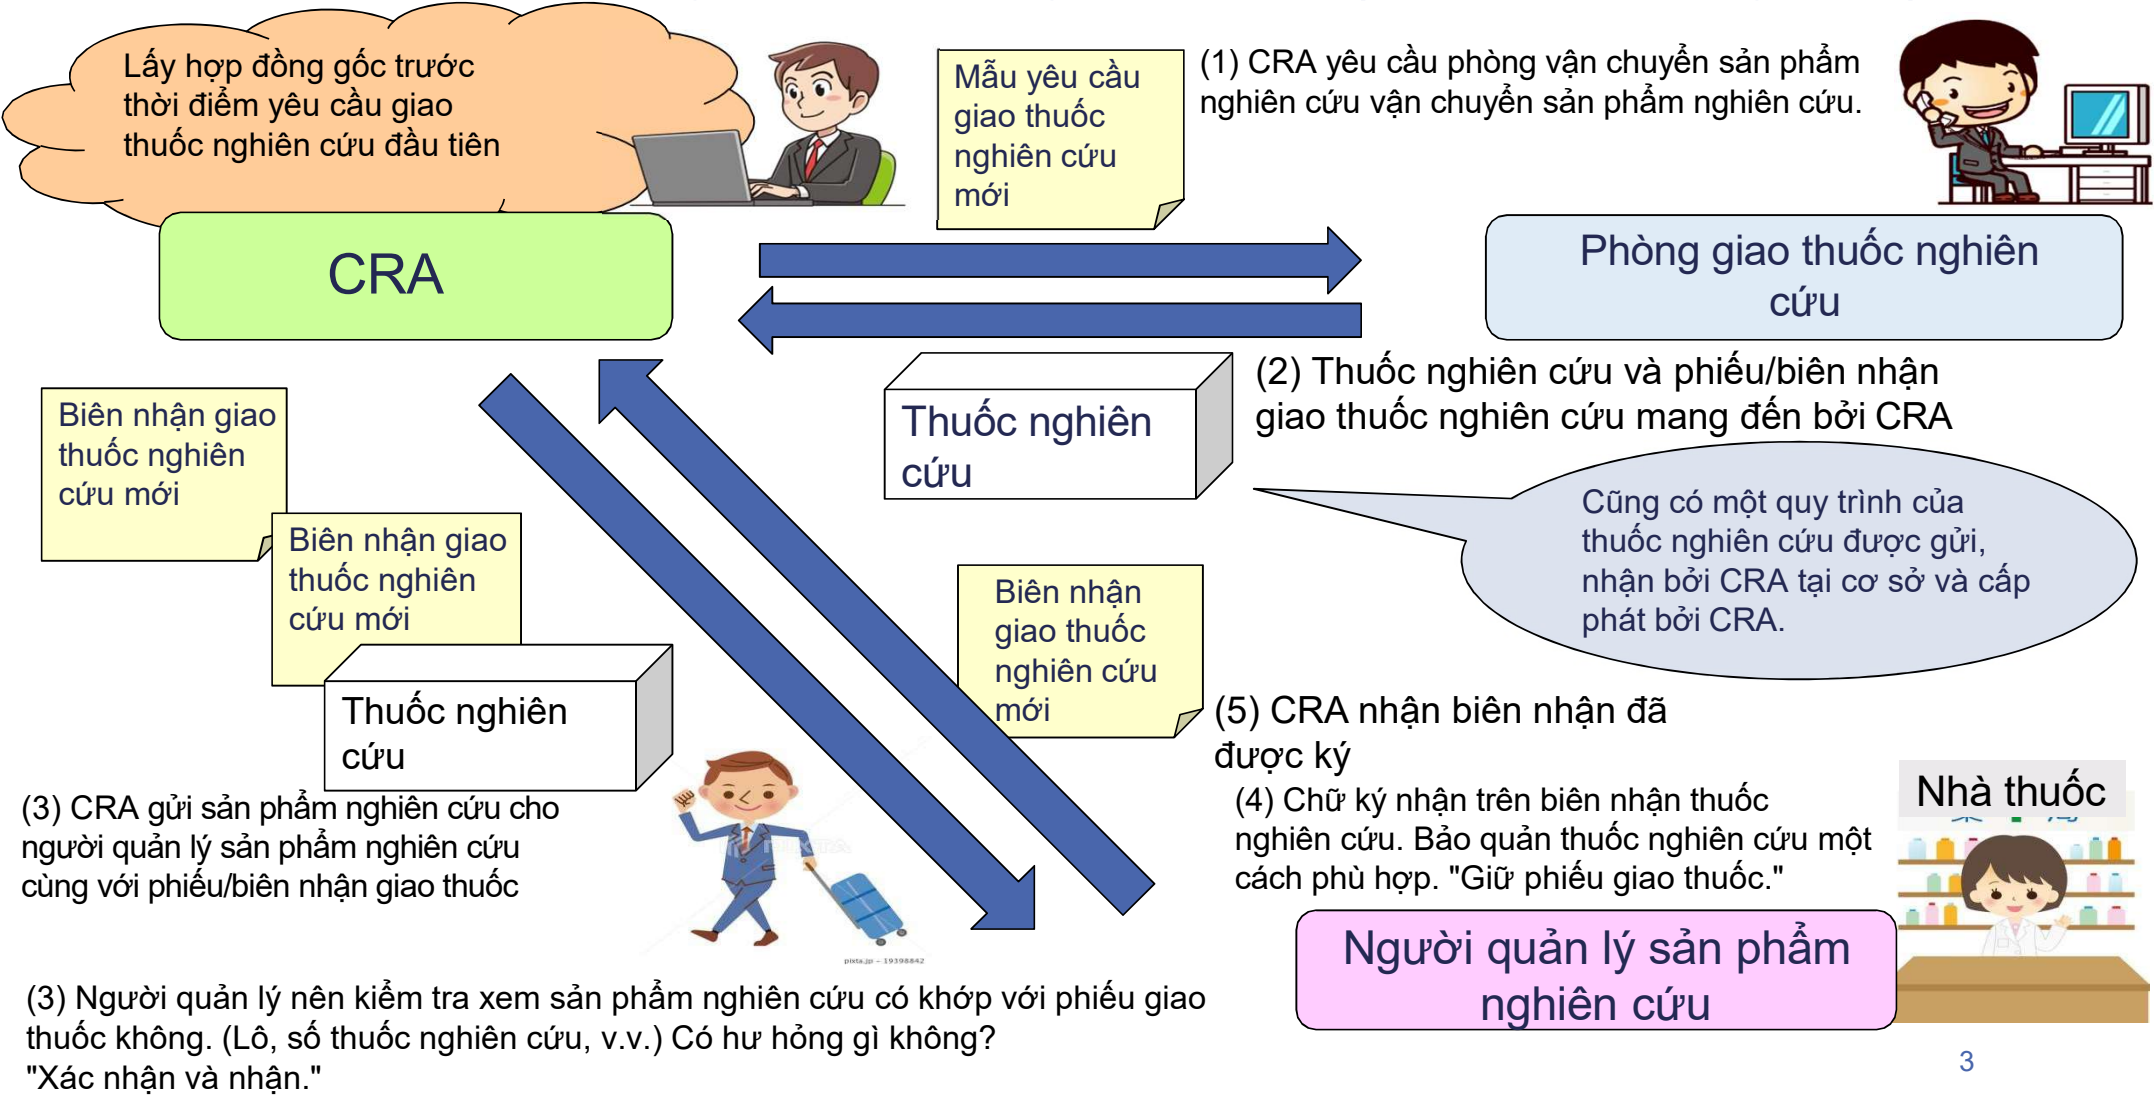 Lấy hợp đồng gốc trước
thời điểm yêu cầu giao
thuốc nghiên cứu đầu tiên
Mẫu yêu cầu
giao thuốc
nghiên cứu
mới
(1) CRA yêu cầu phòng vận chuyển sản phẩm
nghiên cứu vận chuyển sản phẩm nghiên cứu.
CRA
Phòng giao thuốc nghiên
cứu
Thuốc nghiên
cứu
(2) Thuốc nghiên cứu và phiếu/biên nhận
giao thuốc nghiên cứu mang đến bởi CRA
Cũng có một quy trình của
thuốc nghiên cứu được gửi,
nhận bởi CRA tại cơ sở và cấp
phát bởi CRA.
Biên nhận giao
thuốc nghiên
cứu mới
Biên nhận giao
thuốc nghiên
cứu mới
Thuốc nghiên
cứu
Biên nhận
giao thuốc
nghiên cứu
mới
(5) CRA nhận biên nhận đã
được ký
(3) CRA gửi sản phẩm nghiên cứu cho
người quản lý sản phẩm nghiên cứu
cùng với phiếu/biên nhận giao thuốc
(4) Chữ ký nhận trên biên nhận thuốc
nghiên cứu. Bảo quản thuốc nghiên cứu một
cách phù hợp. "Giữ phiếu giao thuốc."
Nhà thuốc
pixta.jp - 19398842
Người quản lý sản phẩm
nghiên cứu
(3) Người quản lý nên kiểm tra xem sản phẩm nghiên cứu có khớp với phiếu giao
thuốc không. (Lô, số thuốc nghiên cứu, v.v.) Có hư hỏng gì không?
"Xác nhận và nhận."
3